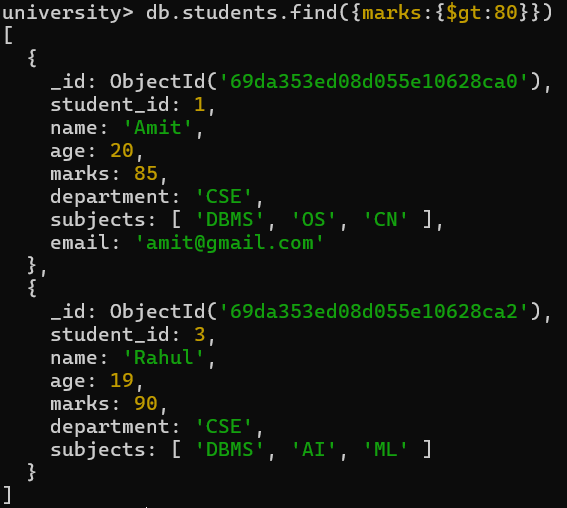 university> db.students.find({marks:{$gt:80}})
[
  {
    _id: ObjectId('69da353ed08d055e10628ca0'),
    student_id: 1,
    name: 'Amit',
    age: 20,
    marks: 85,
    department: 'CSE',
    subjects: [ 'DBMS', 'OS', 'CN' ],
    email: 'amit@gmail.com'
  },
  {
    _id: ObjectId('69da353ed08d055e10628ca2'),
    student_id: 3,
    name: 'Rahul',
    age: 19,
    marks: 90,
    department: 'CSE',
    subjects: [ 'DBMS', 'AI', 'ML' ]
  }
]